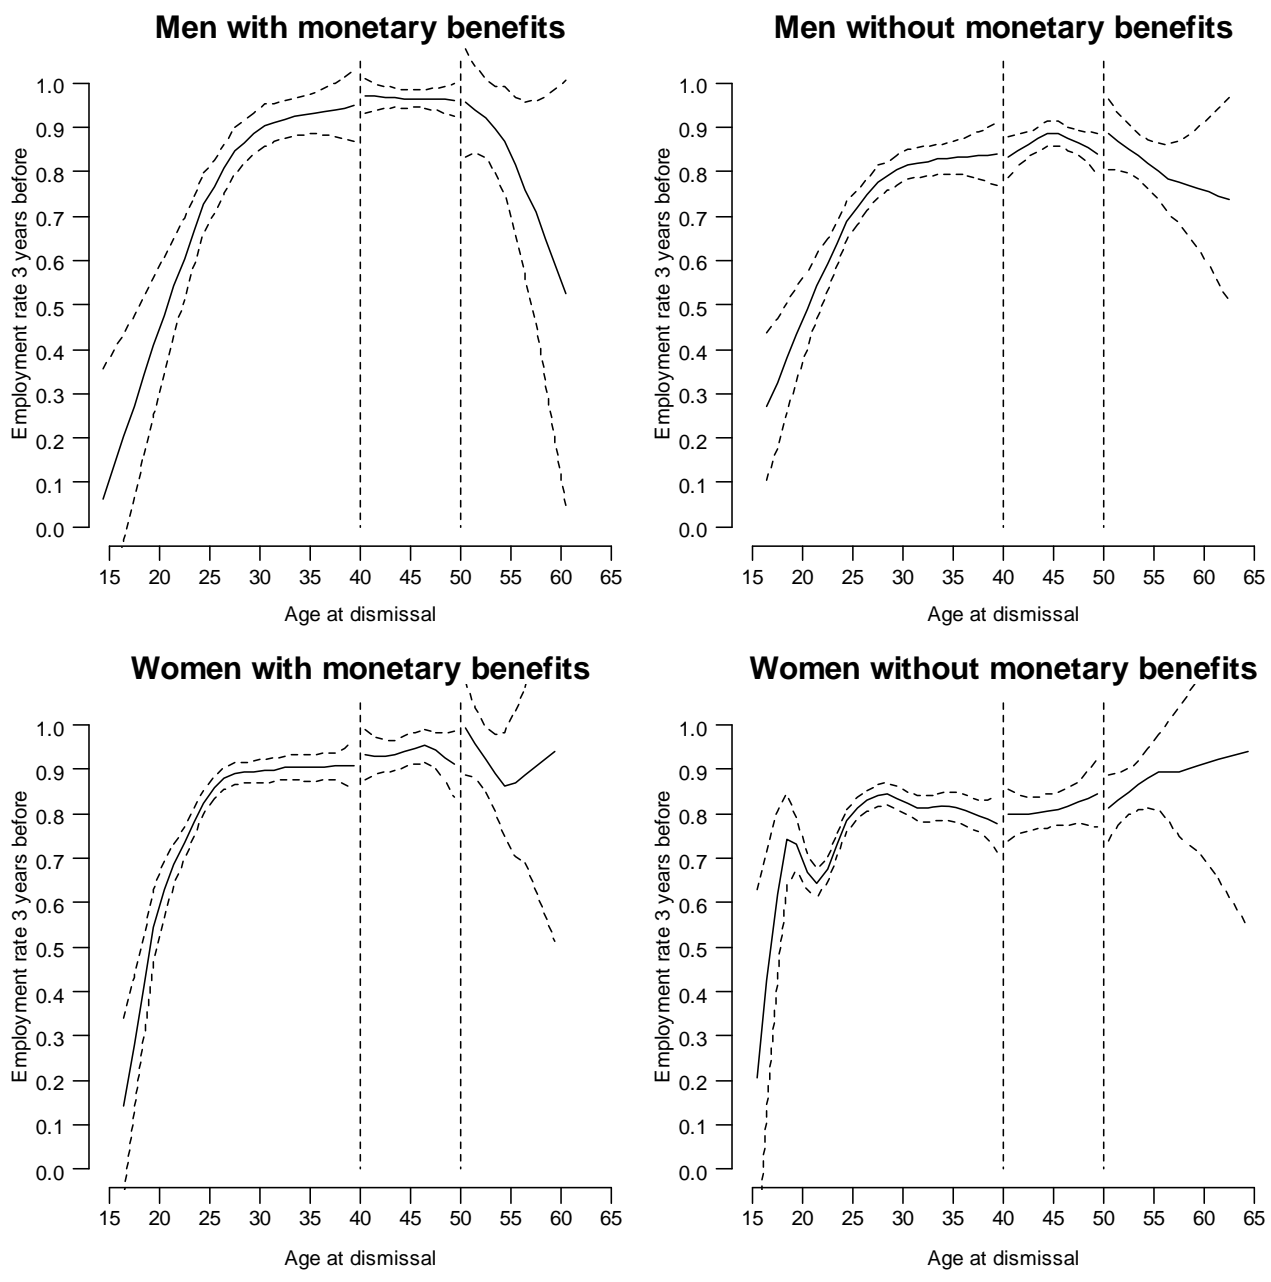 Men with monetary benefits
Employment rate 3 years before
1.0
0.9
0.8
0.7
0.6
0.5
0.4
0.3
0.2
0.1
0.0
15 20 25 30 35 40 45 50 55 60 65
Age at dismissal
Men without monetary benefits
Employment rate 3 years before
1.0
0.9
0.8
0.7
0.6
0.5
0.4
0.3
0.2
0.1
0.0
15 20 25 30 35 40 45 50 55 60 65
Age at dismissal
Women with monetary benefits
Employment rate 3 years before
1.0
0.9
0.8
0.7
0.6
0.5
0.4
0.3
0.2
0.1
0.0
15 20 25 30 35 40 45 50 55 60 65
Age at dismissal
Women without monetary benefits
Employment rate 3 years before
1.0
0.9
0.8
0.7
0.6
0.5
0.4
0.3
0.2
0.1
0.0
15 20 25 30 35 40 45 50 55 60 65
Age at dismissal